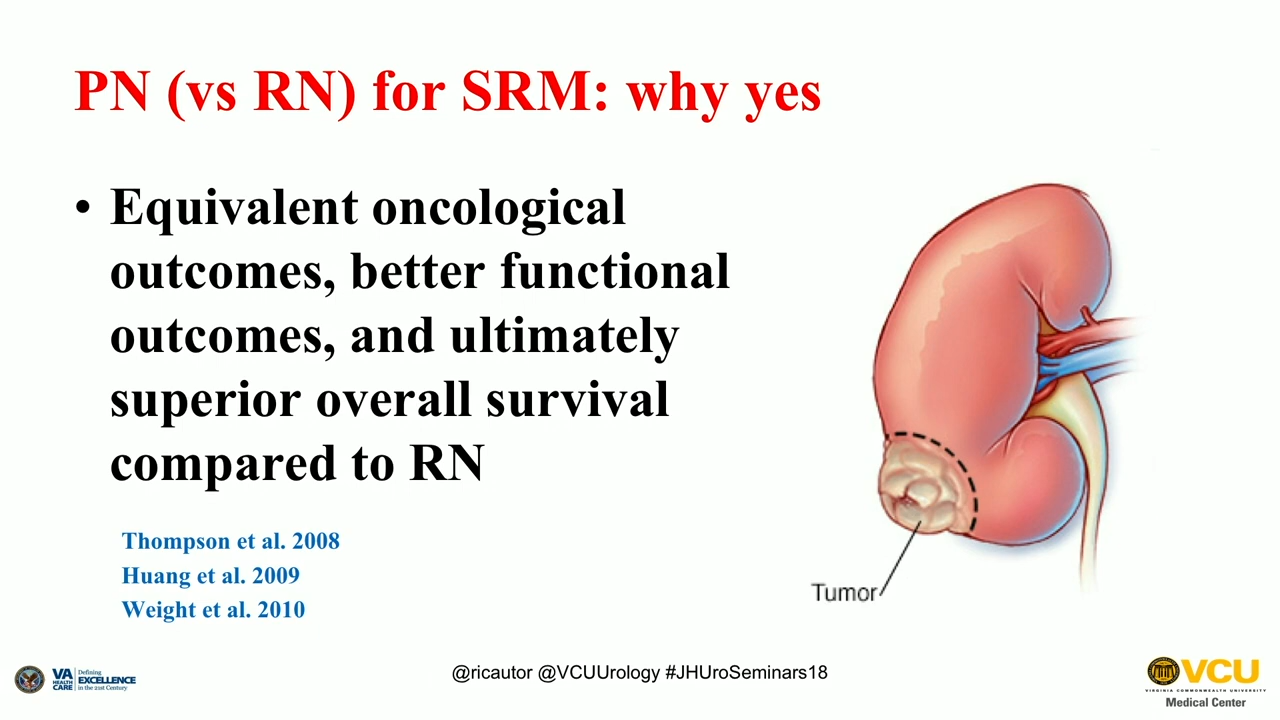 PN (vs RN) for SRM: why yes
• Equivalent oncological
outcomes, better functional
outcomes, and ultimately
superior overall survival
compared to RN
Thompson et al. 2008
Huang et al. 2009
Weight et al. 2010
Tumor
VA
HEALTH
CARE
Defining
EXCELLENCE
in the 21st Century
@ricautor @VCUUrology #JHUroSeminars18
VCU
VIRGINIA COMMONWEALTH UNIVERSITY
Medical Center